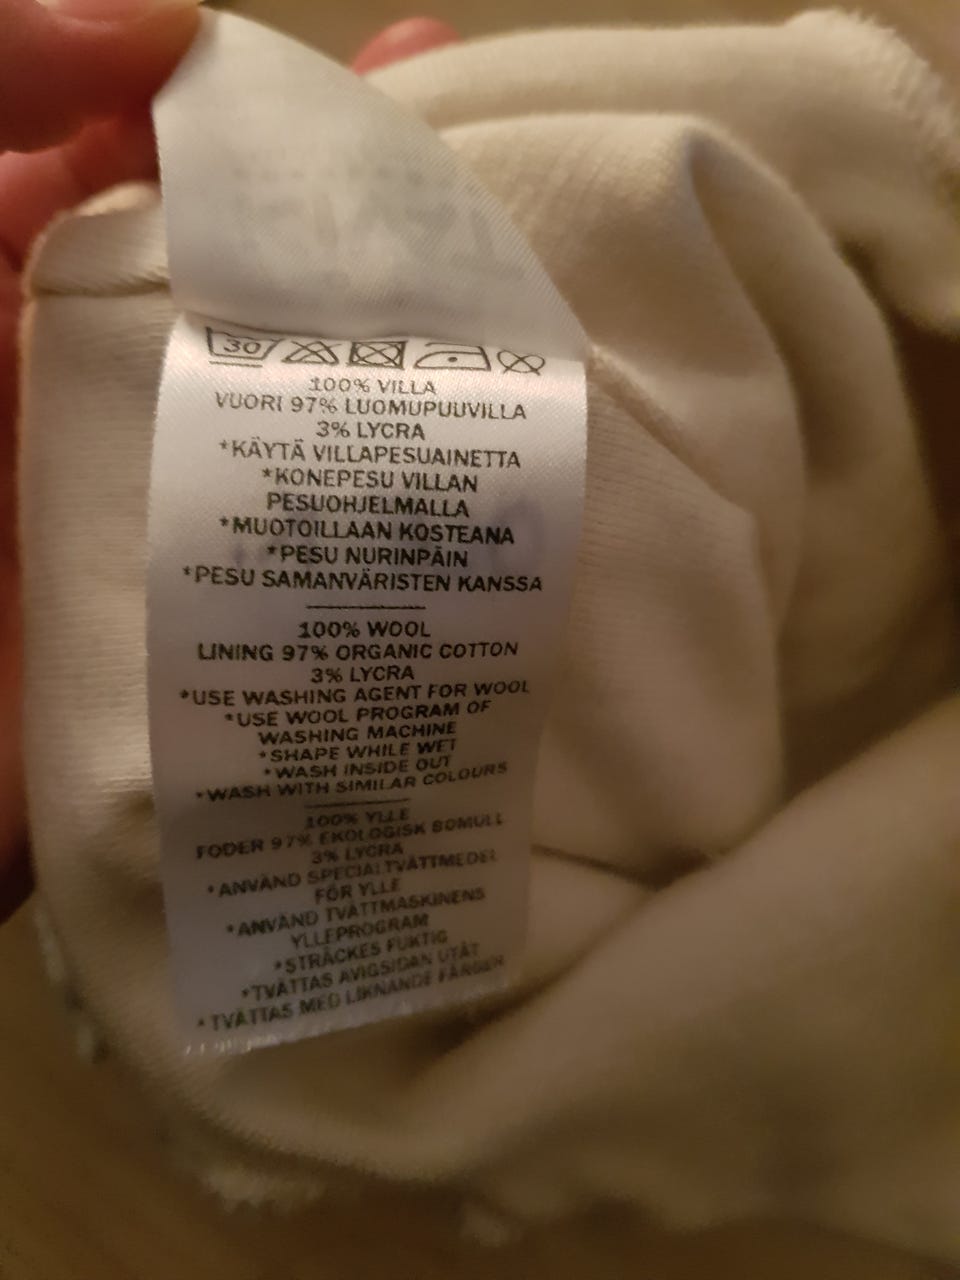 30
100% VILLA
VUORI 97% LUOMUPUUVILLA
3% LYCRA
*KÄYTÄ VILLAPESUAINETTA
*KONEPESU VILLAN
PESUOHJELMALLA
*MUOTOILLAAN KOSTEANA
*PESU NURINPÄIN
*PESU SAMANVÄRISTEN KANSSA
100% WOOL
LINING 97% ORGANIC COTTON
3% LYCRA
*USE WASHING AGENT FOR WOOL
*USE WOOL PROGRAM OF
WASHING MACHINE
*SHAPE WHILE WET
*WASH INSIDE OUT
*WASH WITH SIMILAR COLOURS
100% YLLE
FODER 97% EKOLOGISK BOMULL
3% LYCRA
*ANVÄND SPECIALTVÄTTMEDEL
FÖR YLLE
*ANVÄND TVÄTTMASKINENS
YLLEPROGRAM
*STRÄCKES FUKTIG
*TVÄTTAS AVIGSIDAN UTÅT
*TVÄTTAS MED LIKNANDE FÄRGER